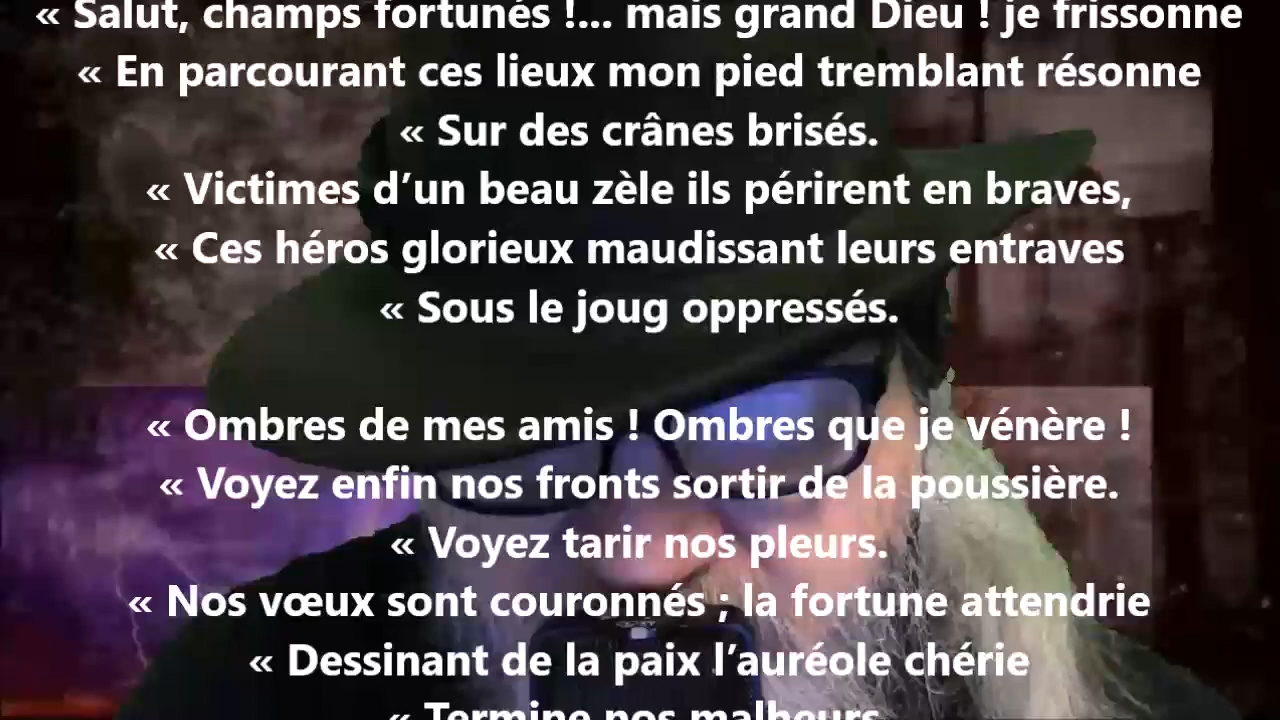 « Salut, champs fortunés !... mais grand Dieu ! je frissonne
« En parcourant ces lieux mon pied tremblant résonne
« Sur des crânes brisés.
« Victimes d’un beau zèle ils périrent en braves,
« Ces héros glorieux maudissant leurs entraves
« Sous le joug oppressés.
« Ombres de mes amis ! Ombres que je vénère !
« Voyez enfin nos fronts sortir de la poussière.
« Voyez tarir nos pleurs.
« Nos vœux sont couronnés ; la fortune attendrie
« Dessinant de la paix l’auréole chérie
« Termine nos malheurs